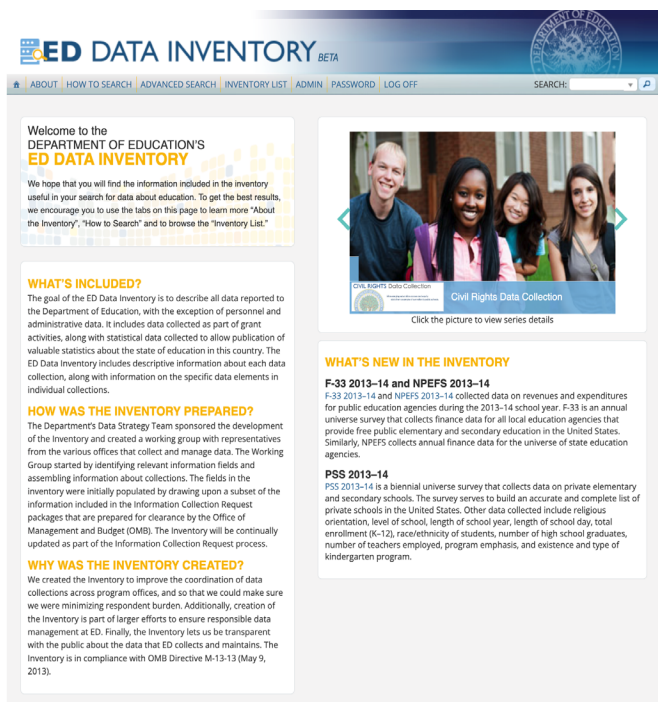 ED DATA INVENTORY BETA
DEPARTMENT OF EDUCATION
ABOUT HOW TO SEARCH ADVANCED SEARCH INVENTORY LIST ADMIN PASSWORD LOG OFF SEARCH:
Welcome to the
DEPARTMENT OF EDUCATION'S
ED DATA INVENTORY
We hope that you will find the information included in the inventory
useful in your search for data about education. To get the best results,
we encourage you to use the tabs on this page to learn more "About
the Inventory", "How to Search" and to browse the "Inventory List."
WHAT'S INCLUDED?
The goal of the ED Data Inventory is to describe all data reported to
the Department of Education, with the exception of personnel and
administrative data. It includes data collected as part of grant
activities, along with statistical data collected to allow publication of
valuable statistics about the state of education in this country. The
ED Data Inventory includes descriptive information about each data
collection, along with information on the specific data elements in
individual collections.
HOW WAS THE INVENTORY PREPARED?
The Department's Data Strategy Team sponsored the development
of the Inventory and created a working group with representatives
from the various offices that collect and manage data. The Working
Group started by identifying relevant information fields and
assembling information about collections. The fields in the
inventory were initially populated by drawing upon a subset of the
information included in the Information Collection Request
packages that are prepared for clearance by the Office of
Management and Budget (OMB). The Inventory will be continually
updated as part of the Information Collection Request process.
WHY WAS THE INVENTORY CREATED?
We created the Inventory to improve the coordination of data
collections across program offices, and so that we could make sure
we were minimizing respondent burden. Additionally, creation of
the Inventory is part of larger efforts to ensure responsible data
management at ED. Finally, the Inventory lets us be transparent
with the public about the data that ED collects and maintains. The
Inventory is in compliance with OMB Directive M-13-13 (May 9,
2013).
CIVIL RIGHTS Data Collection
Civil Rights Data Collection
Click the picture to view series details
WHAT'S NEW IN THE INVENTORY
F-33 2013–14 and NPEFS 2013–14
F-33 2013–14 and NPEFS 2013–14 collected data on revenues and expenditures
for public education agencies during the 2013–14 school year. F-33 is an annual
universe survey that collects finance data for all local education agencies that
provide free public elementary and secondary education in the United States.
Similarly, NPEFS collects annual finance data for the universe of state education
agencies.
PSS 2013–14
PSS 2013–14 is a biennial universe survey that collects data on private elementary
and secondary schools. The survey serves to build an accurate and complete list of
private schools in the United States. Other data collected include religious
orientation, level of school, length of school year, length of school day, total
enrollment (K–12), race/ethnicity of students, number of high school graduates,
number of teachers employed, program emphasis, and existence and type of
kindergarten program.